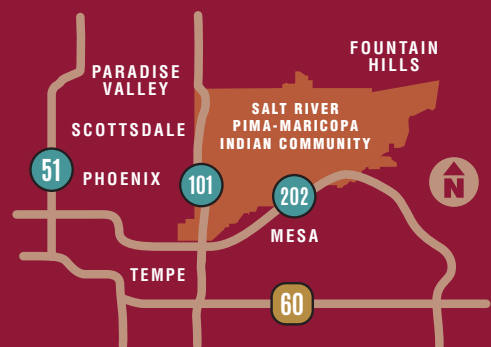 FOUNTAIN
HILLS
PARADISE
VALLEY
SALT RIVER
PIMA-MARICOPA
INDIAN COMMUNITY
SCOTTSDALE
51
PHOENIX
101
202
N
MESA
TEMPE
60